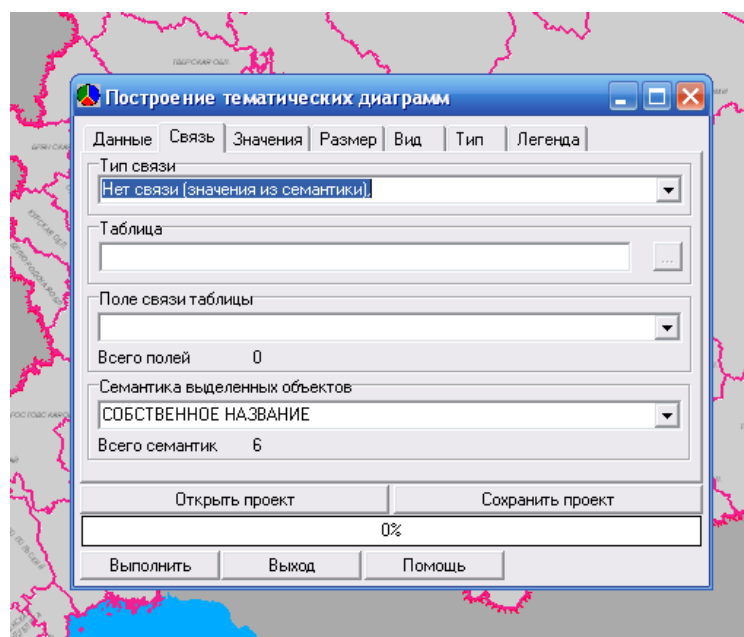 ТВЕРСКАЯ ОБЛ.
Построение тематических диаграмм
Данные Связь Значения Размер Вид Тип Легенда
Тип связи
Нет связи (значения из семантики).
Таблица
...
Поле связи таблицы
Всего полей 0
Семантика выделенных объектов
СОБСТВЕННОЕ НАЗВАНИЕ
Всего семантик 6
Открыть проект Сохранить проект
0%
Выполнить Выход Помощь